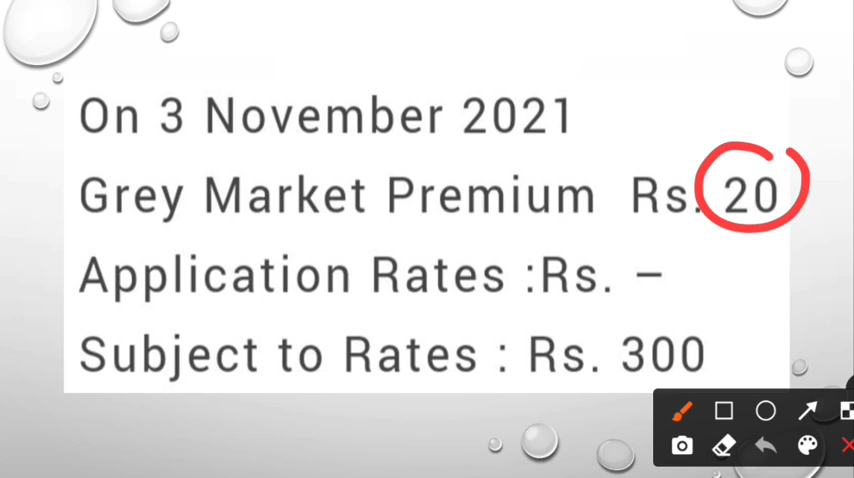 On 3 November 2021
Grey Market Premium Rs. 20
Application Rates :Rs. –
Subject to Rates : Rs. 300